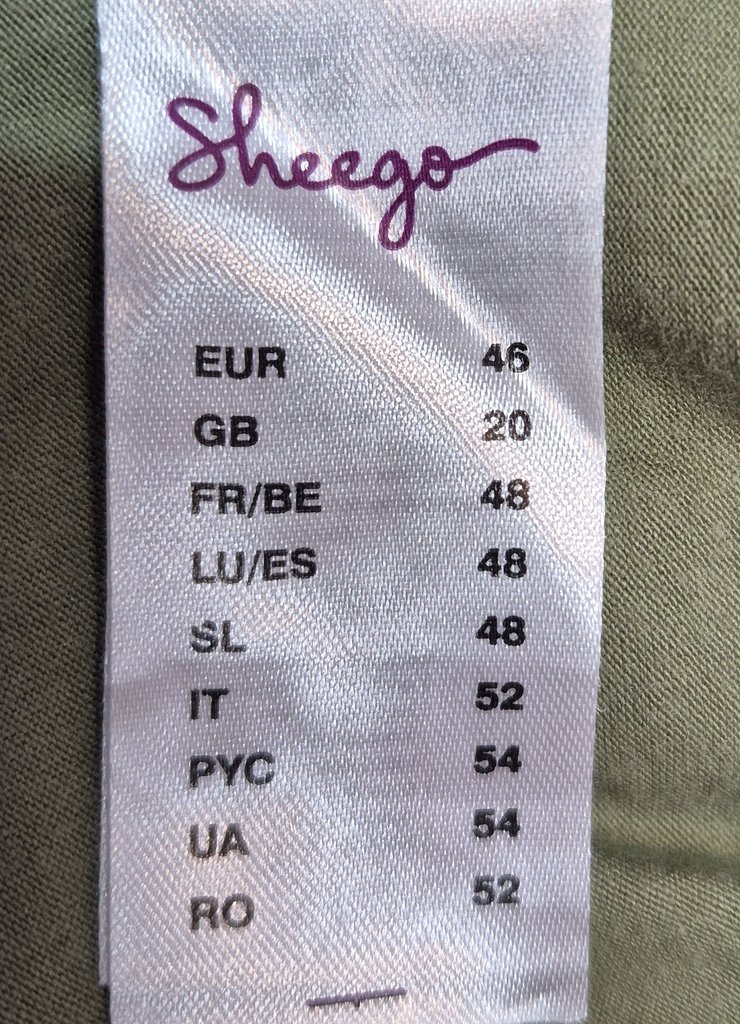 Sheego
EUR 46
GB 20
FR/BE 48
LU/ES 48
SL 48
IT 52
РУС 54
UA 54
RO 52